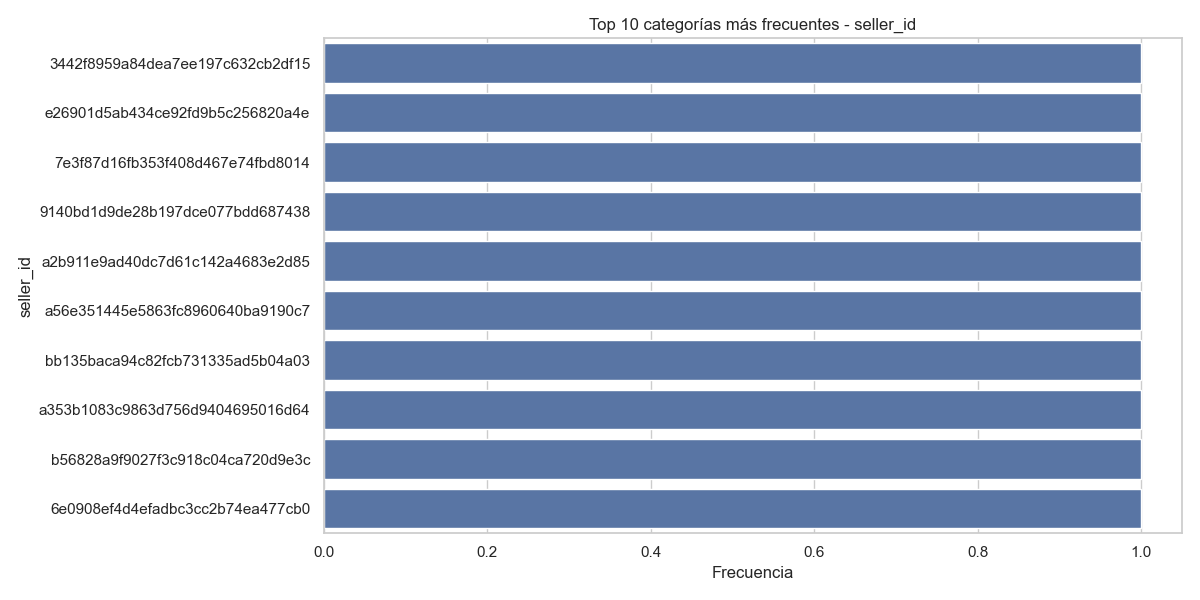 Top 10 categorías más frecuentes - seller_id
seller_id
3442f8959a84dea7ee197c632cb2df15
e26901d5ab434ce92fd9b5c256820a4e
7e3f87d16fb353f408d467e74fbd8014
9140bd1d9de28b197dce077bdd687438
a2b911e9ad40dc7d61c142a4683e2d85
a56e351445e5863fc8960640ba9190c7
bb135baca94c82fcb731335ad5b04a03
a353b1083c9863d756d9404695016d64
b56828a9f9027f3c918c04ca720d9e3c
6e0908ef4d4efadbc3cc2b74ea477cb0
0.0 0.2 0.4 0.6 0.8 1.0
Frecuencia